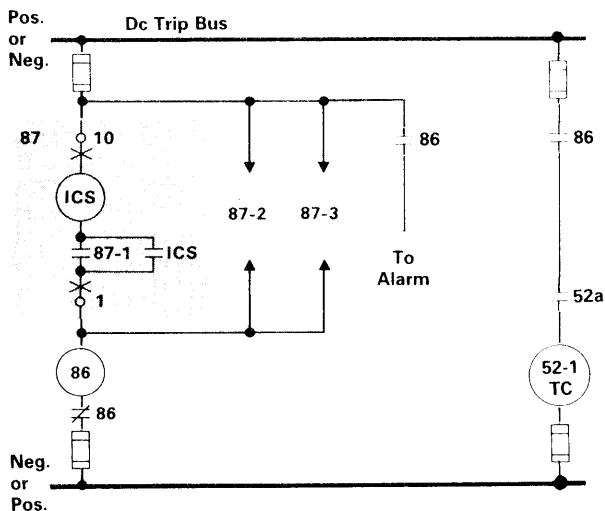 Pos.
or
Neg.
Dc Trip Bus
87
10
86
86
ICS
87-2
87-3
87-1
ICS
To
Alarm
1
52a
86
52-1
TC
86
Neg.
or
Pos.